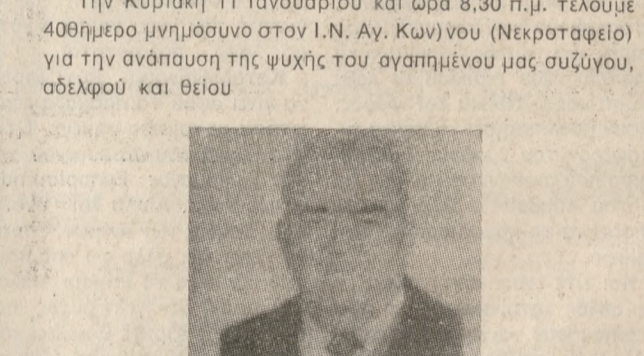 Την Κυριακή 11 Ιανουαρίου και ώρα 8,30 π.μ. τελούμε
40θήμερο μνημόσυνο στον Ι.Ν. Αγ. Κων)νου (Νεκροταφείο)
για την ανάπαυση της ψυχής του αγαπημένου μας συζύγου,
αδελφού και θείου